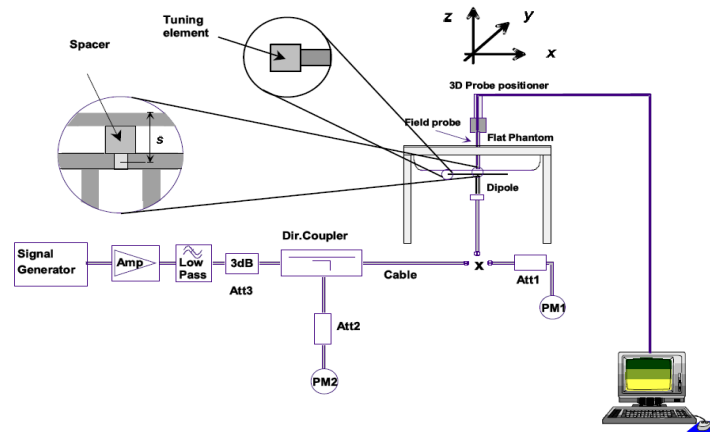 Tuning
element
Spacer
s
z
y
x
3D Probe positioner
Field probe
Flat Phantom
Dipole
Dir.Coupler
Signal
Generator
Amp
Low
Pass
3dB
Att3
Cable
x
Att1
PM1
Att2
PM2